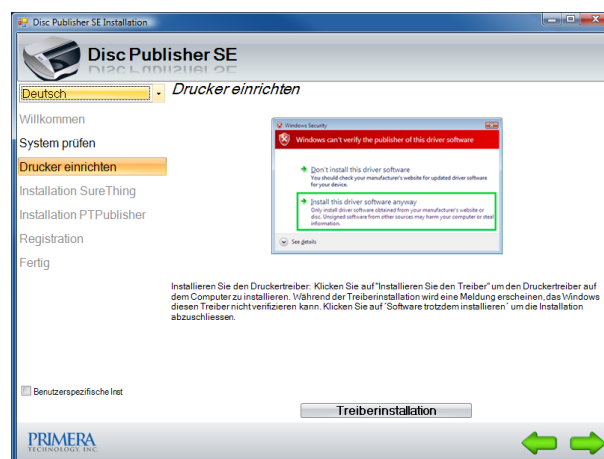 Disc Publisher SE Installation
Disc Publisher SE
Deutsch
Drucker einrichten
Willkommen
System prüfen
Drucker einrichten
Installation SureThing
Installation PTPublisher
Registration
Fertig
Windows Security
Windows can't verify the publisher of this driver software
Don't install this driver software
You should check your manufacturer's website for updated driver software
for your device.
Install this driver software anyway
Only install driver software obtained from your manufacturer's website or
disc. Unsigned software from other sources may harm your computer or steal
information.
See details
Installieren Sie den Druckertreiber: Klicken Sie auf "Installieren Sie den Treiber" um den Druckertreiber auf
dem Computer zu installieren. Während der Treiberinstallation wird eine Meldung erscheinen, das Windows
diesen Treiber nicht verifizieren kann. Klicken Sie auf ´Software trotzdem installieren´ um die Installation
abzuschliessen.
Benutzerspezifische Inst
Treiberinstallation
PRIMERA
TECHNOLOGY, INC.